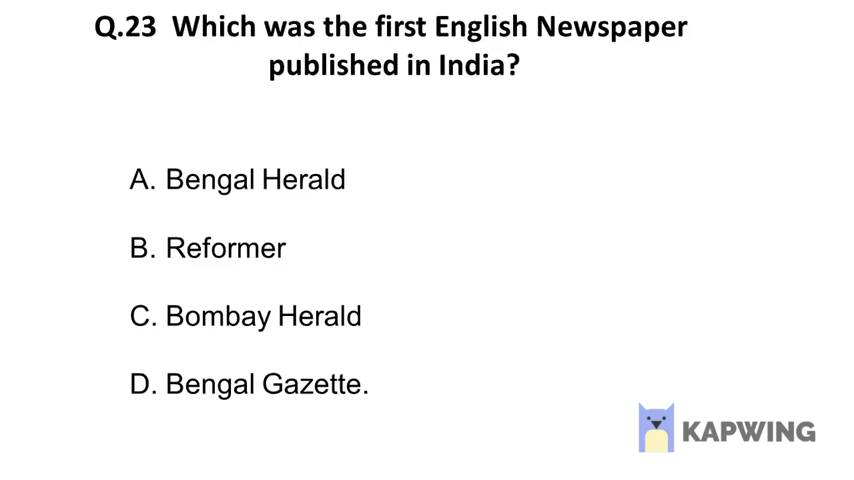 Q.23 Which was the first English Newspaper
published in India?
A. Bengal Herald
B. Reformer
C. Bombay Herald
D. Bengal Gazette.
KAPWING